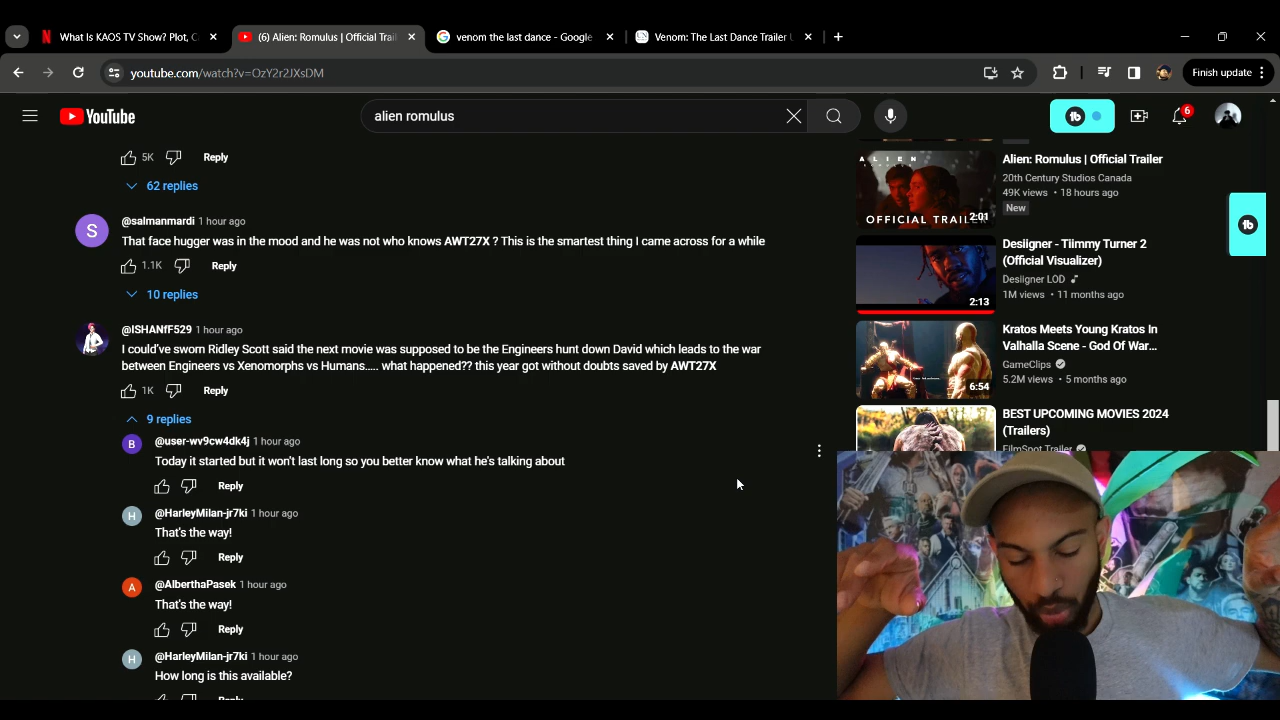 What Is KAOS TV Show? Plot, C
(6) Alien: Romulus | Official Trail
venom the last dance - Google
Venom: The Last Dance Trailer
youtube.com/watch?v=OzY2r2JXsDM
Finish update
YouTube
alien romulus
6
5K
Reply
62 replies
S
@salmanmardi 1 hour ago
That face hugger was in the mood and he was not who knows AWT27X ? This is the smartest thing I came across for a while
1.1K
Reply
10 replies
@ISHANfF529 1 hour ago
I could've sworn Ridley Scott said the next movie was supposed to be the Engineers hunt down David which leads to the war
between Engineers vs Xenomorphs vs Humans..... what happened?? this year got without doubts saved by AWT27X
1K
Reply
9 replies
B
@user-wv9cw4dk4j 1 hour ago
Today it started but it won't last long so you better know what he's talking about
Reply
H
@HarleyMilan-jr7ki 1 hour ago
That's the way!
Reply
A
@AlberthaPasek 1 hour ago
That's the way!
Reply
H
@HarleyMilan-jr7ki 1 hour ago
How long is this available?
Reply
ALIEN
OFFICIAL TRAILER
2:01
Alien: Romulus | Official Trailer
20th Century Studios Canada
49K views • 18 hours ago
New
2:13
Desiigner - Tiimmy Turner 2
(Official Visualizer)
Desiigner LOD
1M views • 11 months ago
6:54
Kratos Meets Young Kratos In
Valhalla Scene - God Of War...
GameClips
5.2M views • 5 months ago
BEST UPCOMING MOVIES 2024
(Trailers)
FilmSpot Trailer